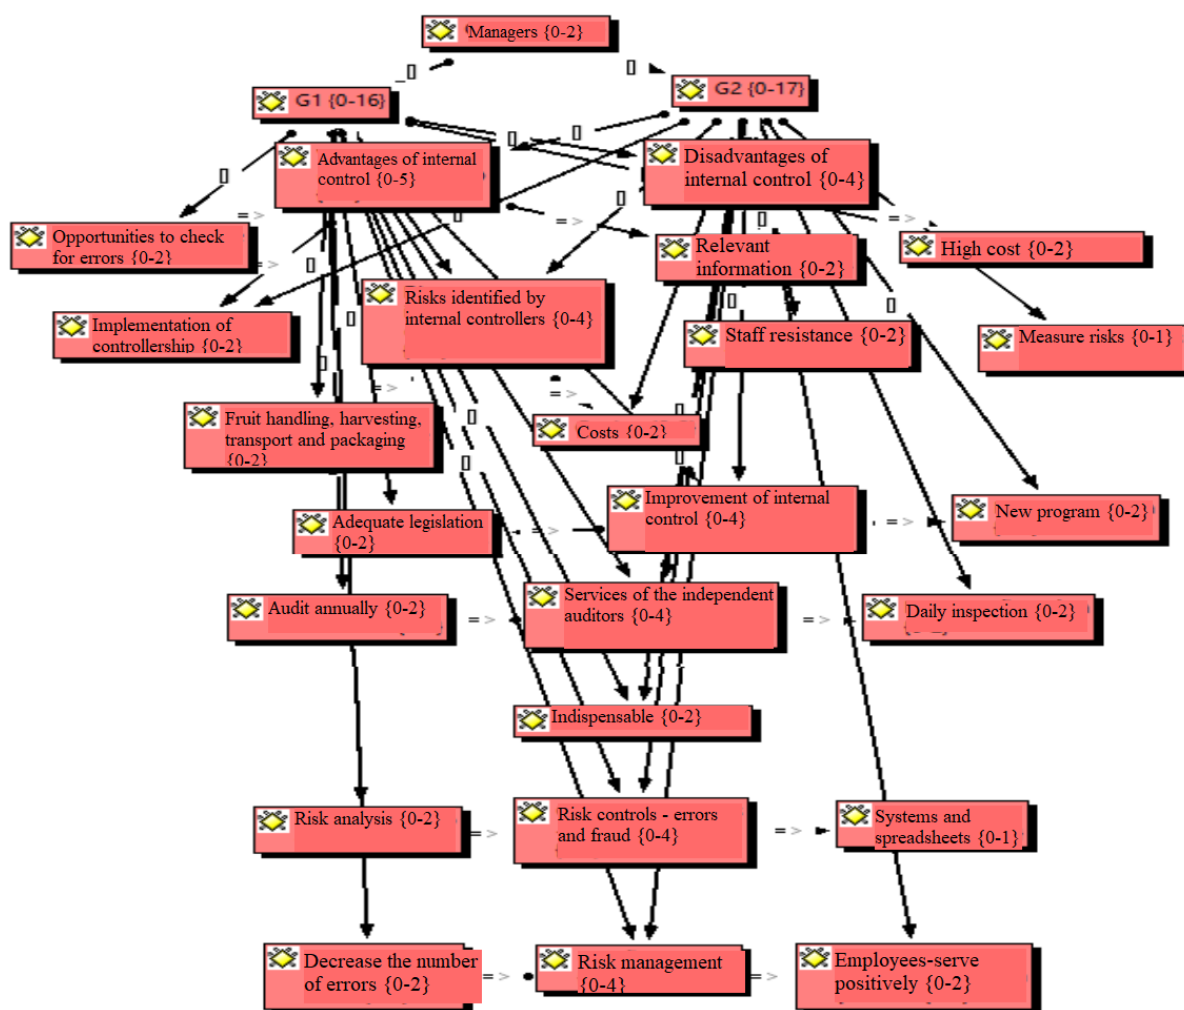 Managers {0-2}
G1 {0-16}
G2 {0-17}
Advantages of internal
control {0-5}
Disadvantages of
internal control {0-4}
Opportunities to check
for errors {0-2}
Relevant
information {0-2}
High cost {0-2}
Implementation of
controllership {0-2}
Risks identified by
internal controllers {0-4}
Staff resistance {0-2}
Measure risks {0-1}
Fruit handling, harvesting,
transport and packaging
{0-2}
Costs {0-2}
Adequate legislation
{0-2}
Improvement of internal
control {0-4}
New program {0-2}
Audit annually {0-2}
Services of the independent
auditors {0-4}
Daily inspection {0-2}
Indispensable {0-2}
Risk analysis {0-2}
Risk controls - errors
and fraud {0-4}
Systems and
spreadsheets {0-1}
Decrease the number
of errors {0-2}
Risk management
{0-4}
Employees-serve
positively {0-2}